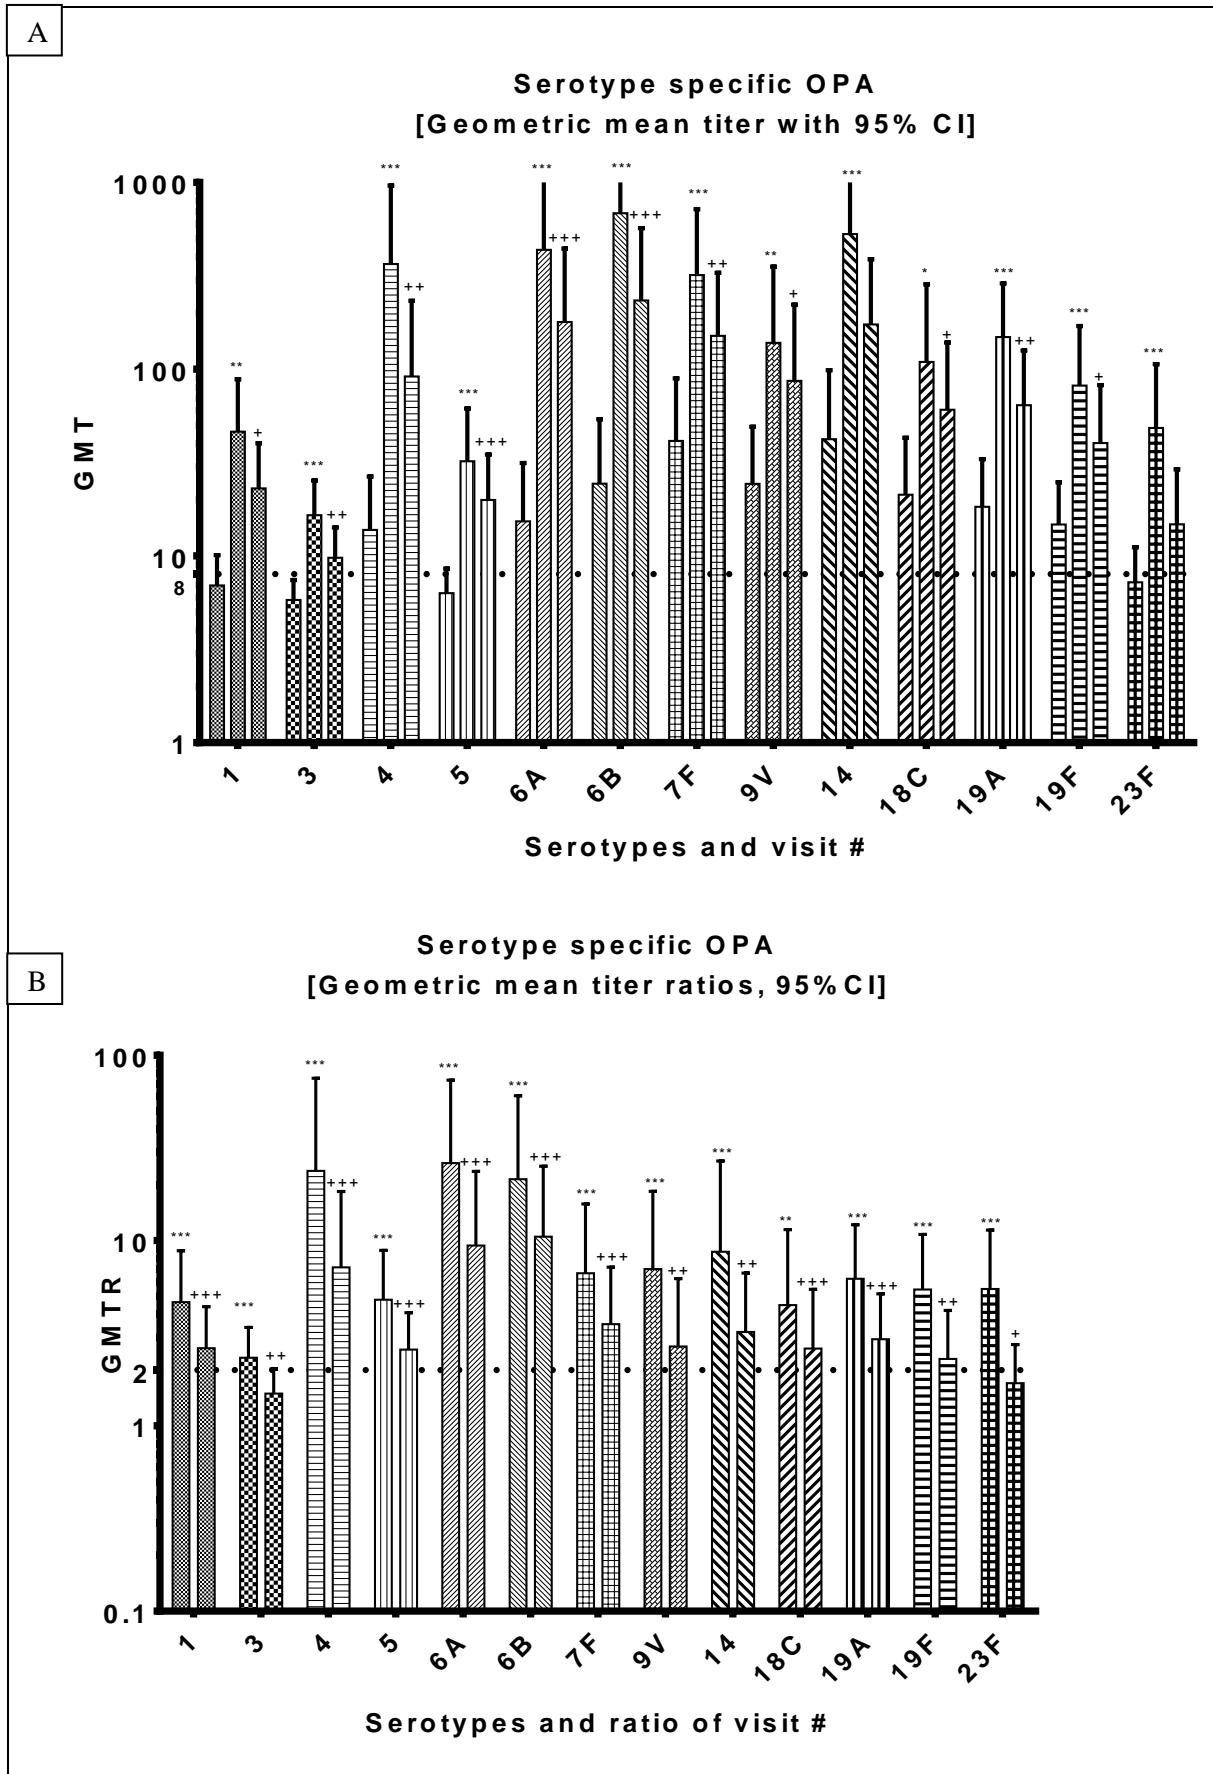 A
Serotype specific OPA
[Geometric mean titer with 95% CI]
*** *** *** *** ***
1000
+++ +++ ++ ** ++ + * *** + ++ *** + ***
** + *** ++ *** +++
100
GMT
10
8
1
1 3 4 5 6A 6B 7F 9V 14 18C 19A 19F 23F
Serotypes and visit #
B
Serotype specific OPA
[Geometric mean titer ratios, 95% CI]
100
*** *** *** ***
+++ +++ +++ *** *** ** *** *** ***
10
*** +++ *** ++ *** +++ +++ ++ ++ +++ +++ ++ +
GMTR
2
1
0.1
1 3 4 5 6A 6B 7F 9V 14 18C 19A 19F 23F
Serotypes and ratio of visit #